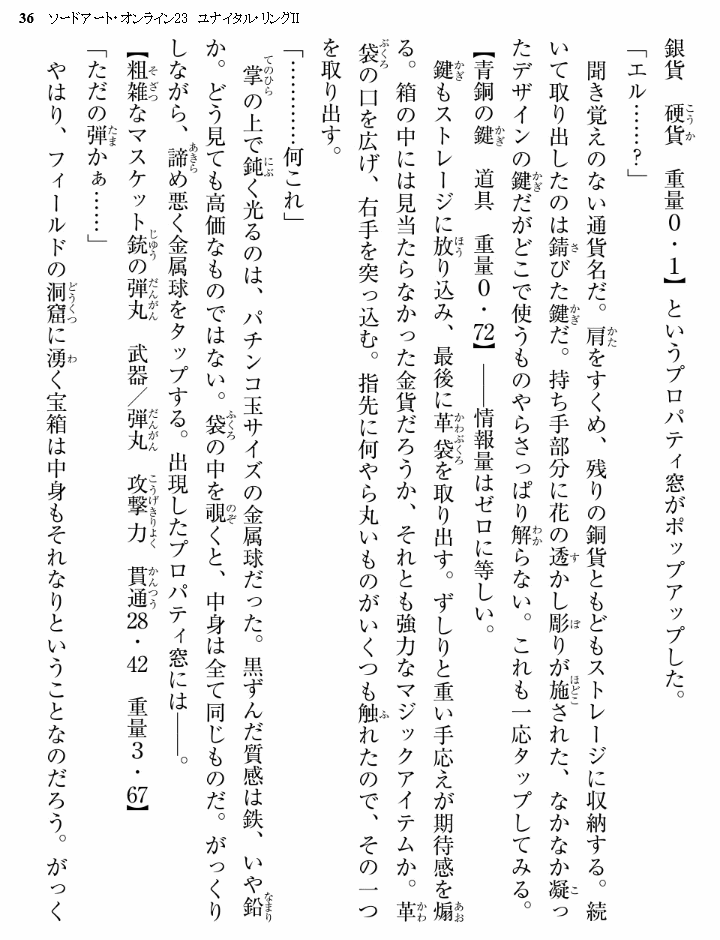 36 ソードアート・オンライン23 ユナイタル・リングII
銀貨　硬貨　重量0・1】というプロパティ窓がポップアップした。
「エル……？」
　聞き覚えのない通貨名だ。肩をすくめ、残りの銅貨ともどもストレージに収納する。続
いて取り出したのは錆びた鍵だ。持ち手部分に花の透かし彫りが施された、なかなか凝っ
たデザインの鍵だがどこで使うものやらさっぱり解らない。これも一応タップしてみる。
【青銅の鍵　道具　重量0・72】――情報量はゼロに等しい。
　鍵もストレージに放り込み、最後に革袋を取り出す。ずしりと重い手応えが期待感を煽
る。箱の中には見当たらなかった金貨だろうか、それとも強力なマジックアイテムか。革
袋の口を広げ、右手を突っ込む。指先に何やら丸いものがいくつも触れたので、その一つ
を取り出す。
「…………何これ」
　掌の上で鈍く光るのは、パチンコ玉サイズの金属球だった。黒ずんだ質感は鉄、いや鉛
か。どう見ても高価なものではない。袋の中を覗くと、中身は全て同じものだ。がっくり
しながら、諦め悪く金属球をタップする。出現したプロパティ窓には――。
【粗雑なマスケット銃の弾丸　武器／弾丸　攻撃力　貫通28・42　重量3・67】
「ただの弾かぁ……」
　やはり、フィールドの洞窟に湧く宝箱は中身もそれなりということなのだろう。がっく